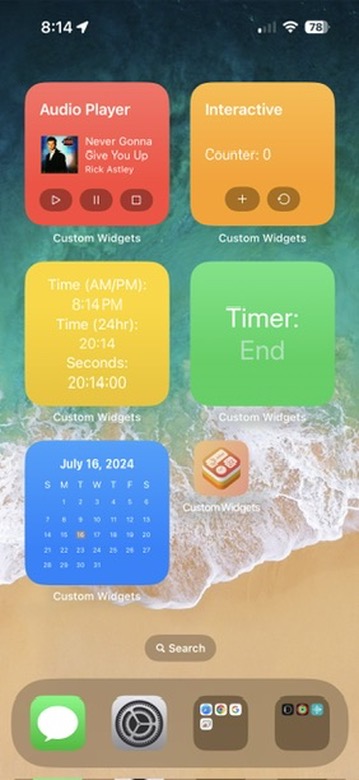 8:14
78
Audio Player
Never Gonna
Give You Up
Rick Astley
Custom Widgets
Interactive
Counter: 0
Custom Widgets
Time (AM/PM):
8:14 PM
Time (24hr):
20:14
Seconds:
20:14:00
Custom Widgets
Timer:
End
Custom Widgets
July 16, 2024
S M T W T F S
1 2 3 4 5 6
7 8 9 10 11 12 13
14 15 16 17 18 19 20
21 22 23 24 25 26 27
28 29 30 31
Custom Widgets
CustomWidgets
Search